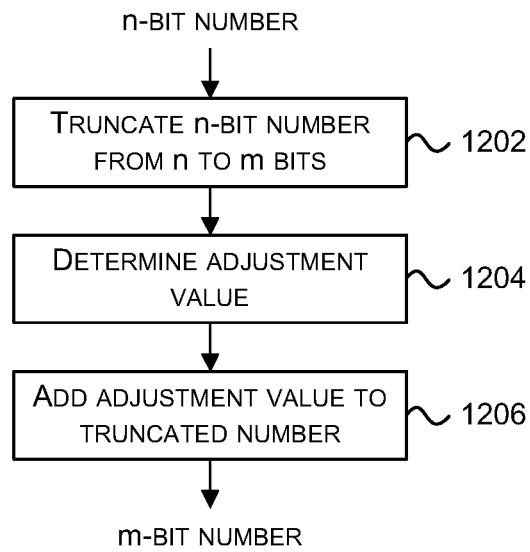 n-BIT NUMBER
TRUNCATE n-BIT NUMBER
FROM n TO m BITS
1202
DETERMINE ADJUSTMENT
VALUE
1204
ADD ADJUSTMENT VALUE TO
TRUNCATED NUMBER
1206
m-BIT NUMBER